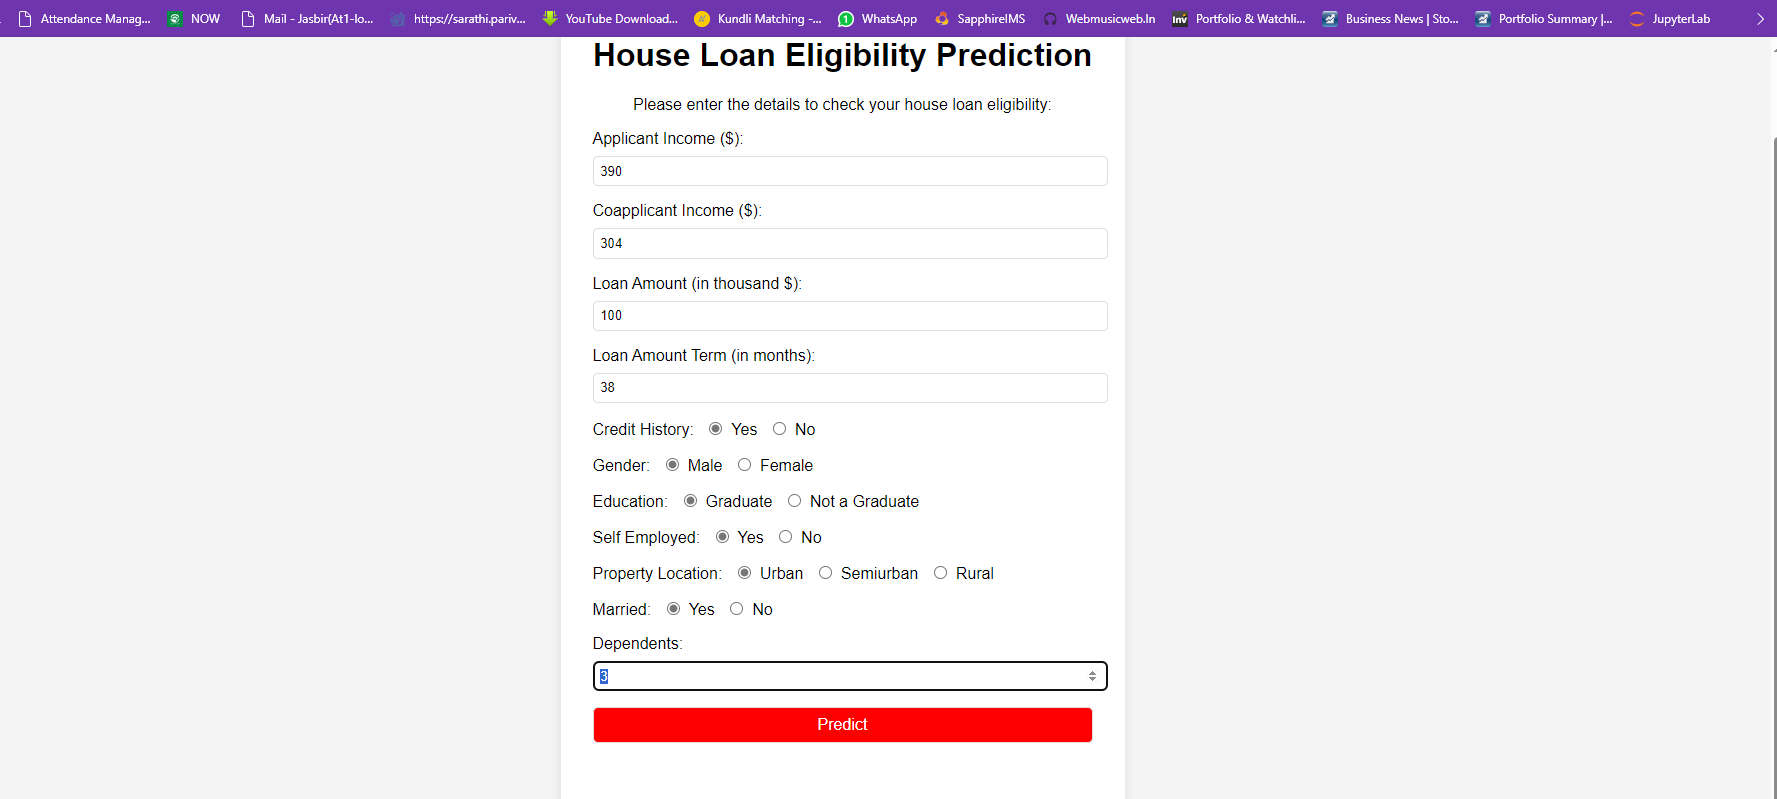 Attendance Manag... NOW Mail - Jasbir(At1-lo... https://sarathi.pariv... YouTube Download... Kundli Matching -... 1 WhatsApp SapphireIMS Webmusicweb.In Inv Portfolio & Watchli... Business News | Sto... Portfolio Summary |... JupyterLab
House Loan Eligibility Prediction
Please enter the details to check your house loan eligibility:
Applicant Income ($):
390
Coapplicant Income ($):
304
Loan Amount (in thousand $):
100
Loan Amount Term (in months):
38
Credit History: Yes No
Gender: Male Female
Education: Graduate Not a Graduate
Self Employed: Yes No
Property Location: Urban Semiurban Rural
Married: Yes No
Dependents:
3
Predict